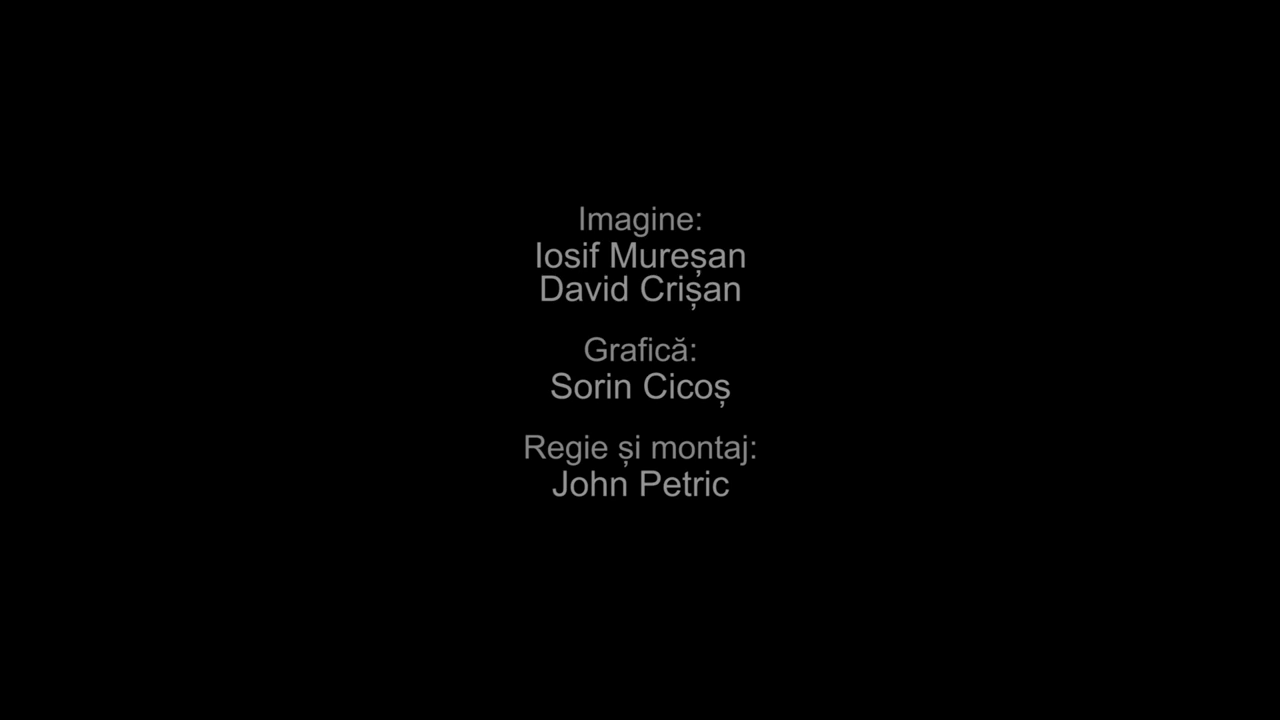 Imagine:
Iosif Mureșan
David Crișan
Grafică:
Sorin Cicoș
Regie și montaj:
John Petric